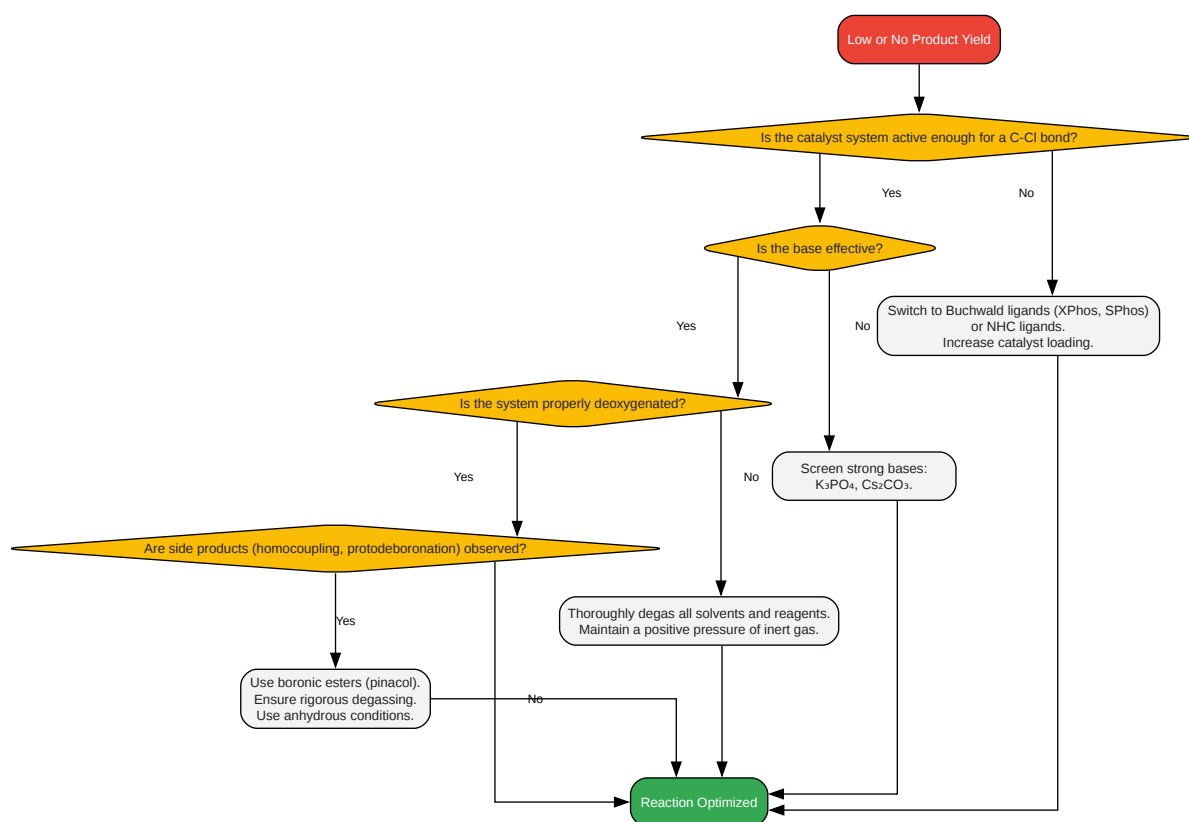 Low or No Product Yield
Is the catalyst system active enough for a C-Cl bond?
Yes
No
Is the base effective?
Switch to Buchwald ligands (XPhos, SPhos)
or NHC ligands.
Increase catalyst loading.
Yes
No
Is the system properly deoxygenated?
Yes
No
Screen strong bases:
K₃PO₄, Cs₂CO₃.
Are side products (homocoupling, protodeboronation) observed?
Thoroughly degas all solvents and reagents.
Maintain a positive pressure of inert gas.
Yes
Use boronic esters (pinacol).
Ensure rigorous degassing.
Use anhydrous conditions.
No
Reaction Optimized